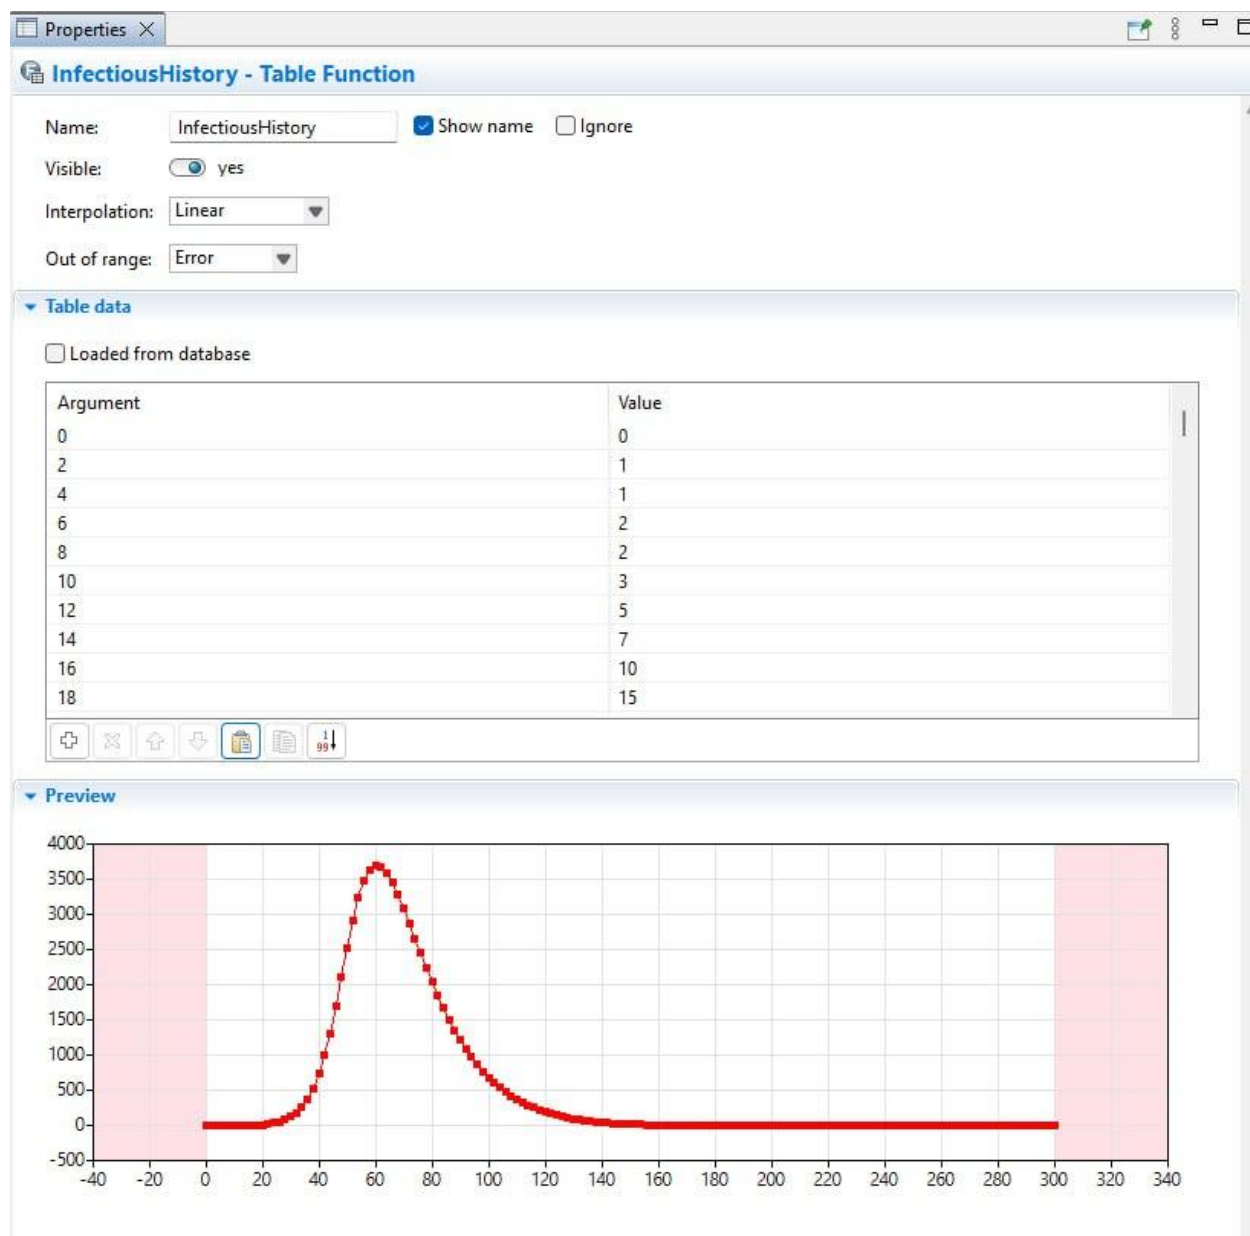 Properties
InfectiousHistory - Table Function
Name: InfectiousHistory Show name Ignore
Visible: yes
Interpolation: Linear
Out of range: Error
Table data
Loaded from database
Argument Value
0 0
2 1
4 1
6 2
8 2
10 3
12 5
14 7
16 10
18 15
Preview
4000
3500
3000
2500
2000
1500
1000
500
0
-500
-40 -20 0 20 40 60 80 100 120 140 160 180 200 220 240 260 280 300 320 340